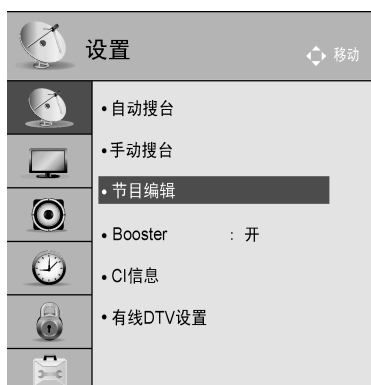 设置
移动
• 自动搜台
• 手动搜台
• 节目编辑
• Booster : 开
• CI信息
• 有线DTV设置